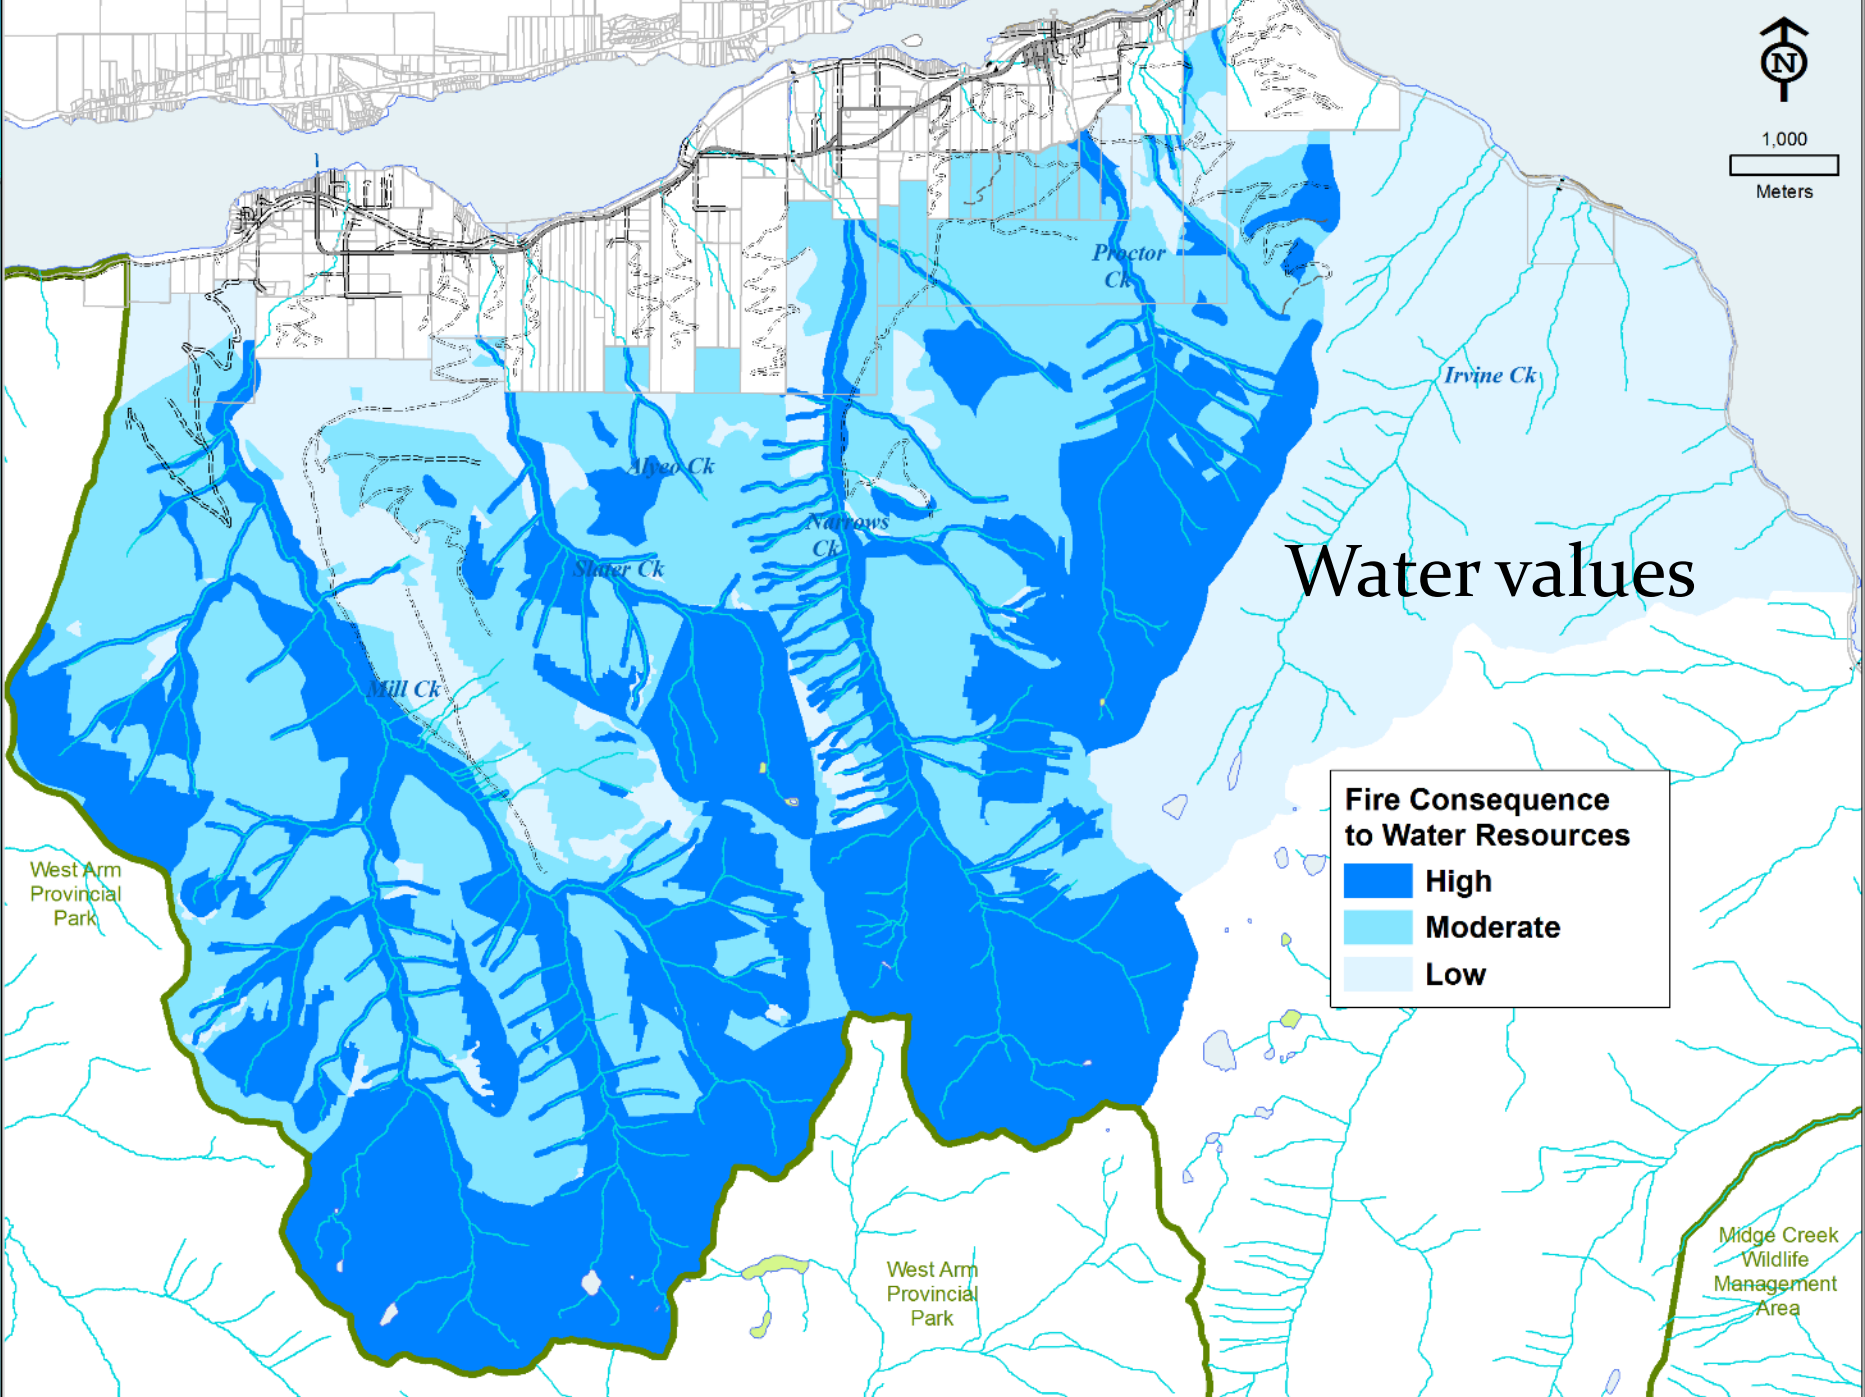 N
1,000
Meters
Proctor
Ck
Irvine Ck
Alyeo Ck
Narrows
Ck
Slater Ck
Water values
Mill Ck
Fire Consequence
to Water Resources
High
Moderate
Low
West Arm
Provincial
Park
West Arm
Provincial
Park
Midge Creek
Wildlife
Management
Area